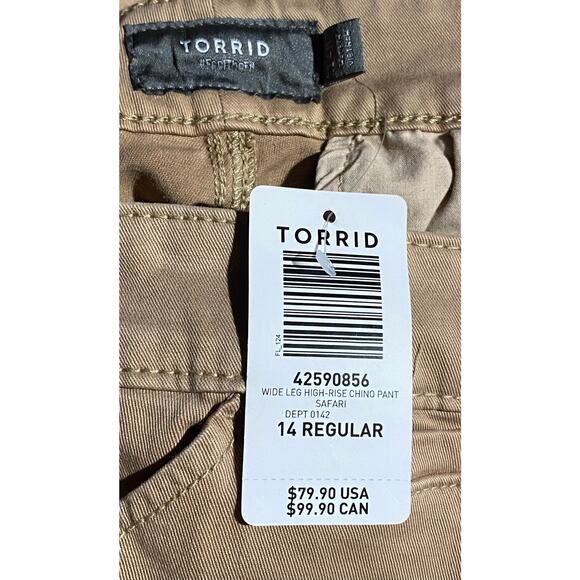 TORRID
TORRID
FL_124
42590856
WIDE LEG HIGH-RISE CHINO PANT
SAFARI
DEPT 0142
14 REGULAR
$79.90 USA
$99.90 CAN